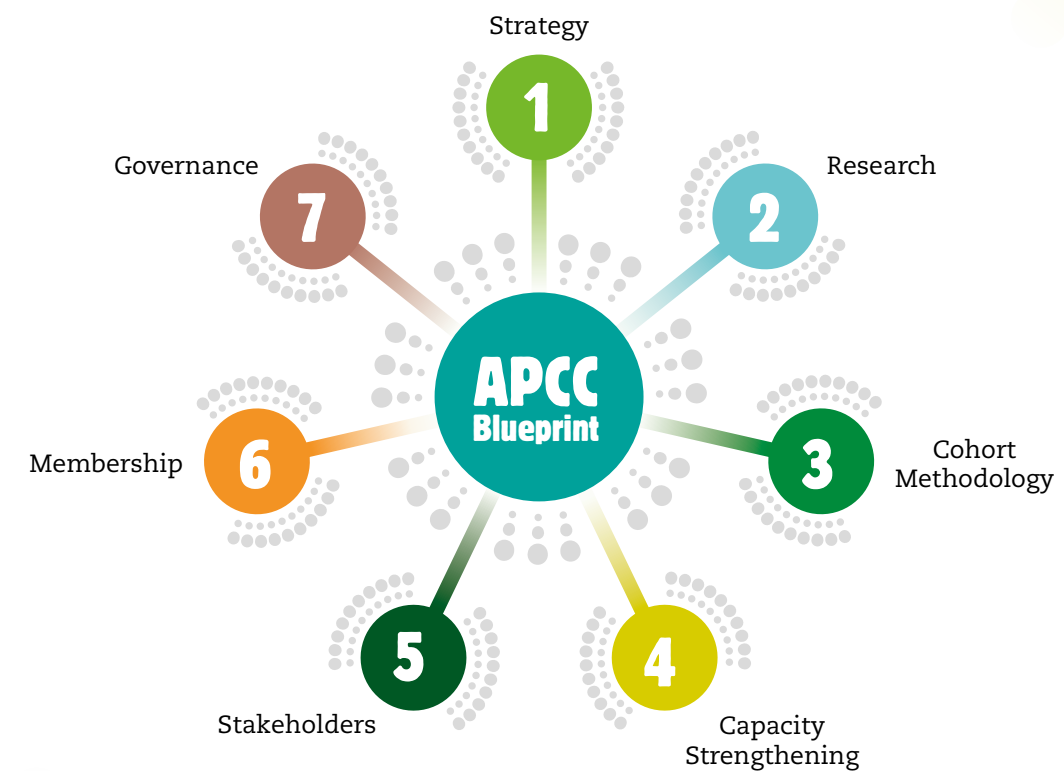 Strategy
1
Governance
7
Research
2
APCC
Blueprint
Membership
6
3
Cohort
Methodology
5
Stakeholders
4
Capacity
Strengthening